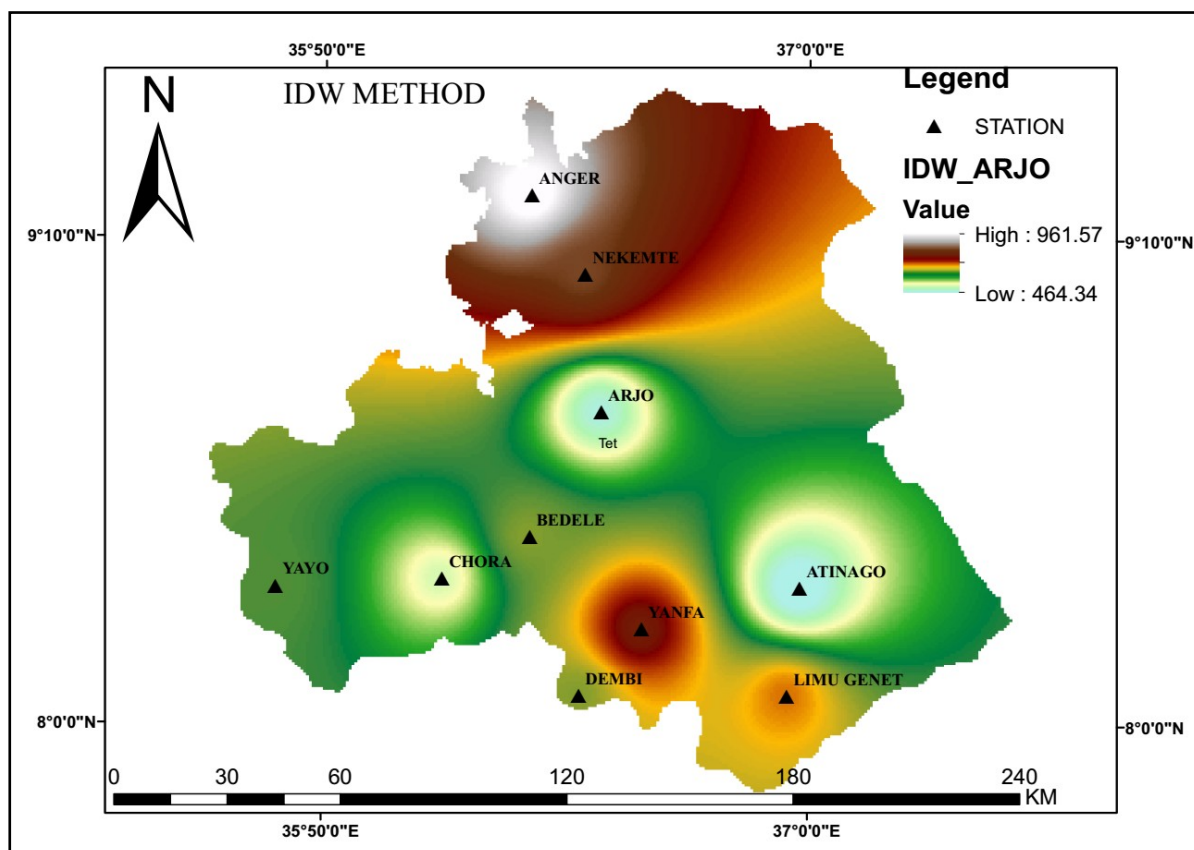 35°50'0"E
37°0'0"E
N
IDW METHOD
Legend
STATION
IDW_ARJO
Value
High : 961.57
Low : 464.34
9°10'0"N
9°10'0"N
ANGER
NEKEMTE
ARJO
Tet
BEDELE
YAYO
CHORA
ATINAGO
YANFA
DEMBI
LIMU GENET
8°0'0"N
8°0'0"N
0
30
60
120
180
240
KM
35°50'0"E
37°0'0"E